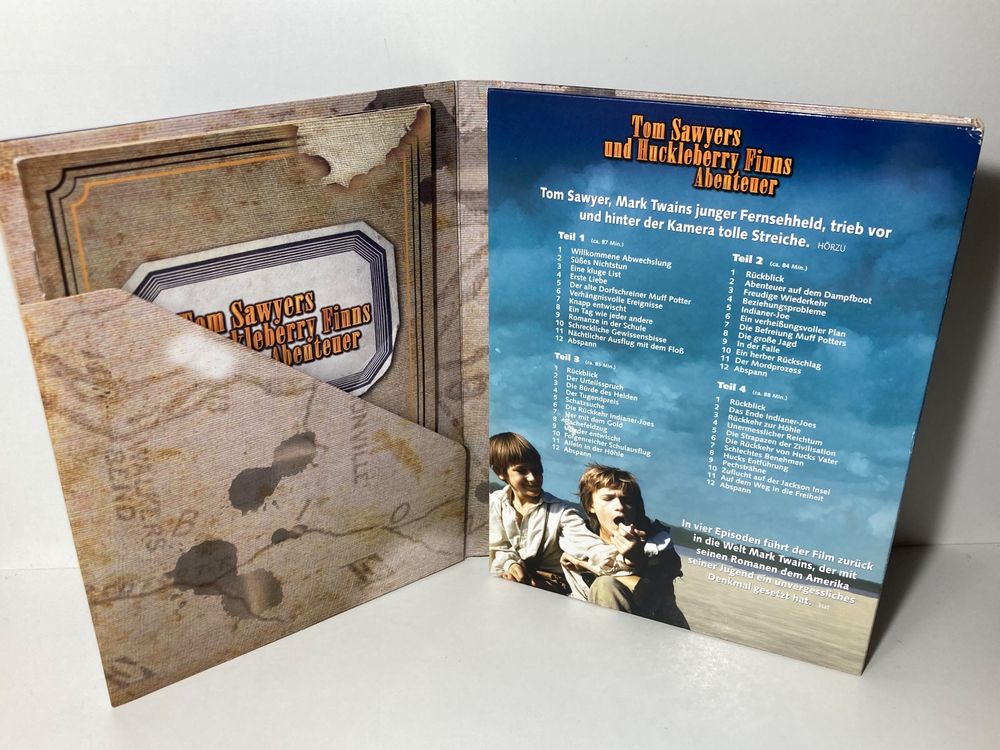 Tom Sawyers
Huckleberry Finns
Abenteuer
Tom Sawyers
und Huckleberry Finns
Abenteuer
Tom Sawyer, Mark Twains junger Fernsehheld, trieb vor
und hinter der Kamera tolle Streiche. HÖRZU
Teil 1 (ca. 87 Min.)
1 Willkommene Abwechslung
2 Süßes Nichtstun
3 Eine kluge List
4 Erste Liebe
5 Der alte Dorfschreiner Muff Potter
6 Verhängnisvolle Ereignisse
7 Knapp entwischt
8 Ein Tag wie jeder andere
9 Romanze in der Schule
10 Schreckliche Gewissensbisse
11 Nächtlicher Ausflug mit dem Floß
12 Abspann
Teil 2 (ca. 84 Min.)
1 Rückblick
2 Abenteuer auf dem Dampfboot
3 Freudige Wiederkehr
4 Beziehungsprobleme
5 Indianer-Joe
6 Ein verheißungsvoller Plan
7 Die Befreiung Muff Potters
8 Die große Jagd
9 In der Falle
10 Ein herber Rückschlag
11 Der Mordprozess
12 Abspann
Teil 3 (ca. 85 Min.)
1 Rückblick
2 Der Urteilsspruch
3 Die Bürde des Helden
4 Der Tugendpreis
5 Schatzsuche
6 Die Rückkehr Indianer-Joes
7 Her mit dem Gold
8 Rachefeldzug
9 Wieder entwischt
10 Folgenreicher Schulausflug
11 Allein in der Höhle
12 Abspann
Teil 4 (ca. 88 Min.)
1 Rückblick
2 Das Ende Indianer-Joes
3 Rückkehr zur Höhle
4 Unermesslicher Reichtum
5 Die Strapazen der Zivilisation
6 Die Rückkehr von Hucks Vater
7 Schlechtes Benehmen
8 Hucks Entführung
9 Pechsträhne
10 Zuflucht auf der Jackson Insel
11 Auf dem Weg in die Freiheit
12 Abspann
In vier Episoden führt der Film zurück
in die Welt Mark Twains, der mit
seinen Romanen dem Amerika
seiner Jugend ein unvergessliches
Denkmal gesetzt hat.